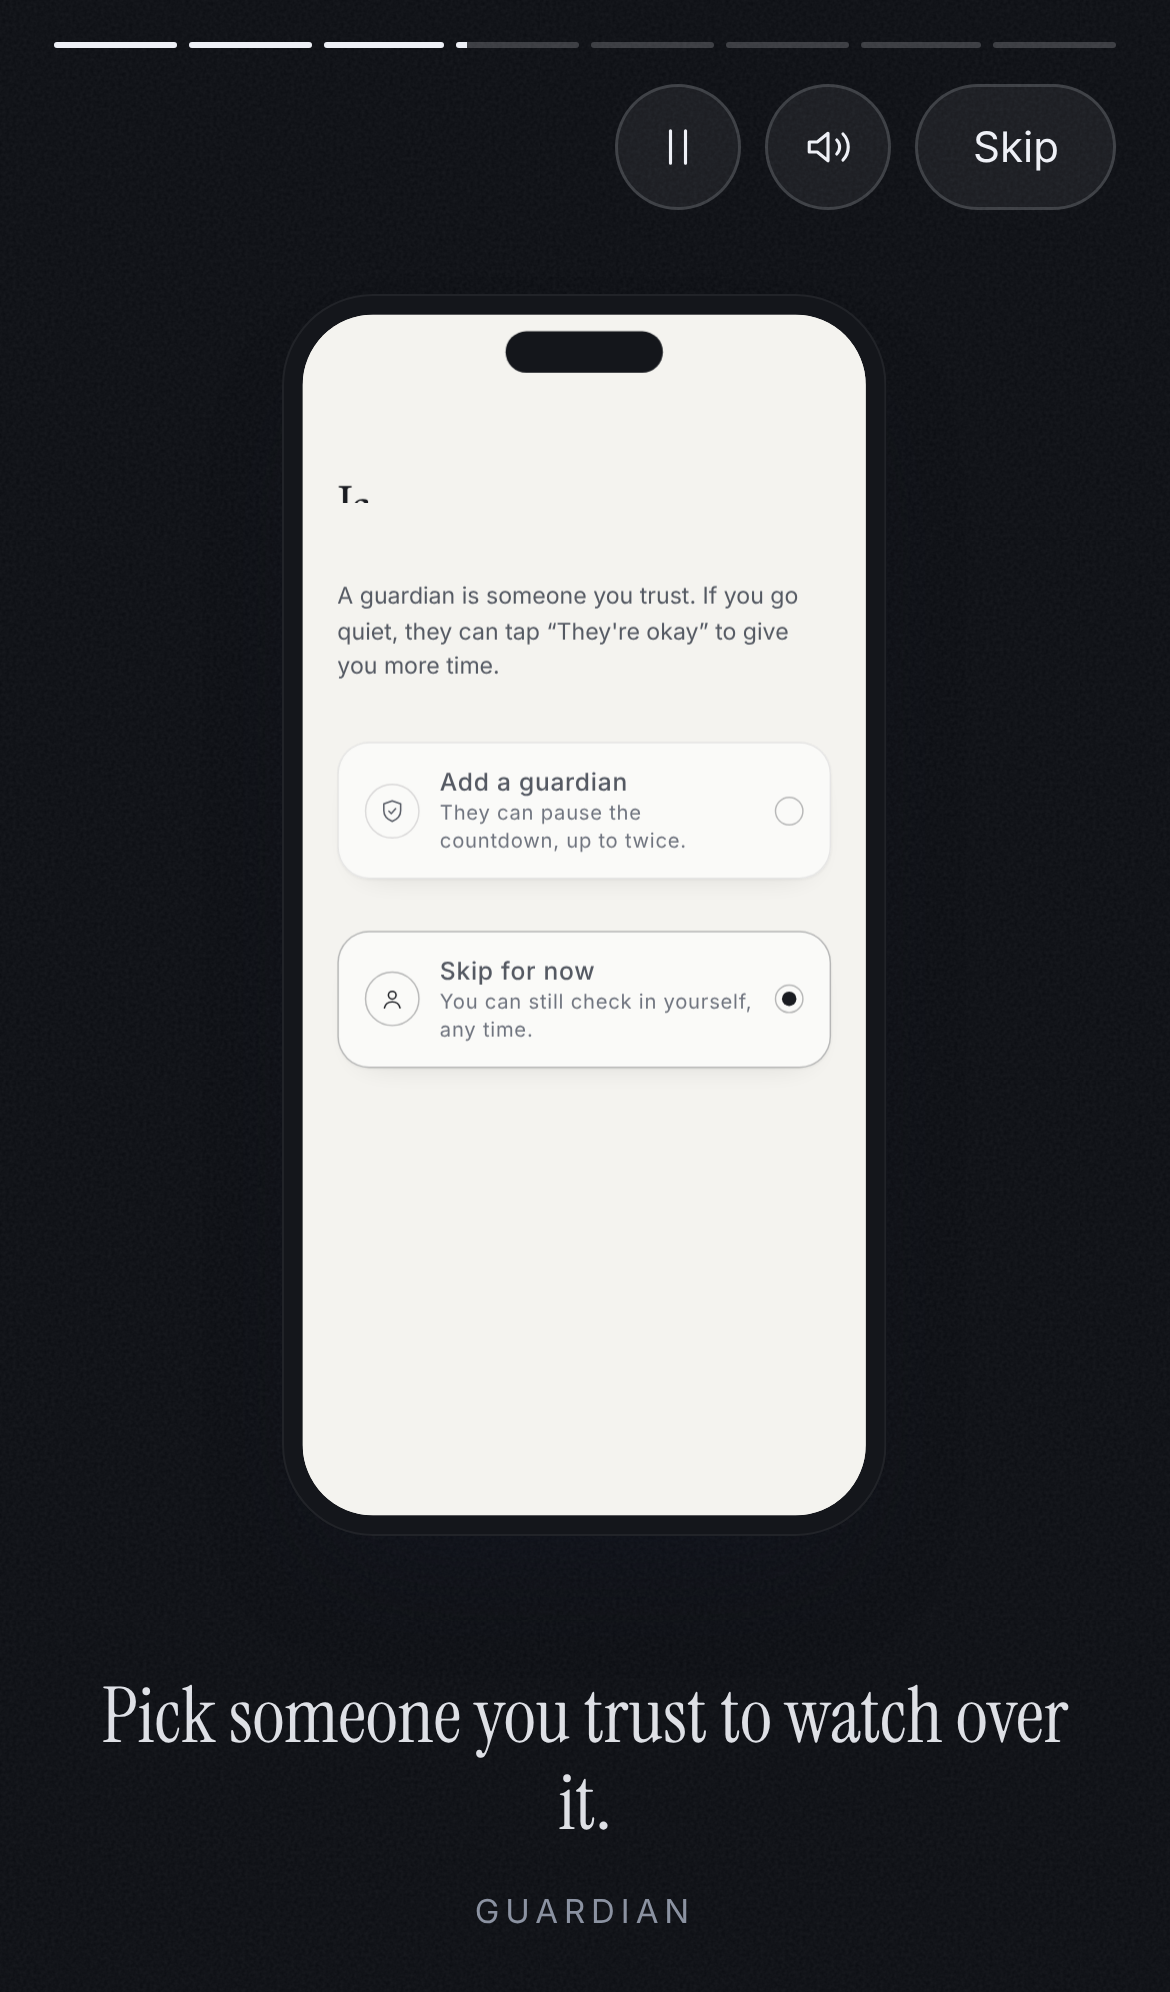 Skip
A guardian is someone you trust. If you go
quiet, they can tap “They're okay” to give
you more time.
Add a guardian
They can pause the
countdown, up to twice.
Skip for now
You can still check in yourself,
any time.
Pick someone you trust to watch over
it.
GUARDIAN